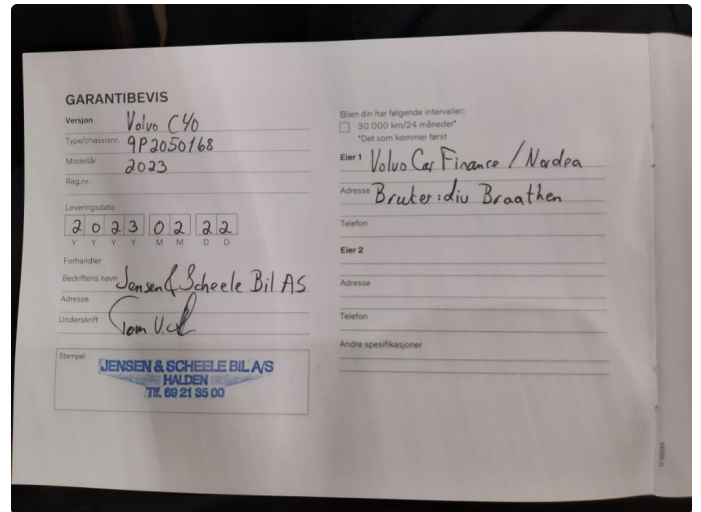 GARANTIBEVIS
Versjon Volvo C40
Type/chassisnr. 9P2050168
Modellår 2023
Reg.nr.
Leveringsdato
2 0 2 3 0 2 2 2
Y Y Y Y M M D D
Forhandler
Bedriftens navn Jensen & Scheele Bil AS
Adresse
Underskrift Tom
Stempel
JENSEN & SCHEELE BIL A/S
HALDEN
Tlf. 69 21 35 00
Bilen din har følgende intervaller:
30 000 km/24 måneder*
*Det som kommer først
Eier 1 Volvo Car Finance / Nordea
Adresse Bruker: Liv Braathen
Telefon
Eier 2
Adresse
Telefon
Andre spesifikasjoner